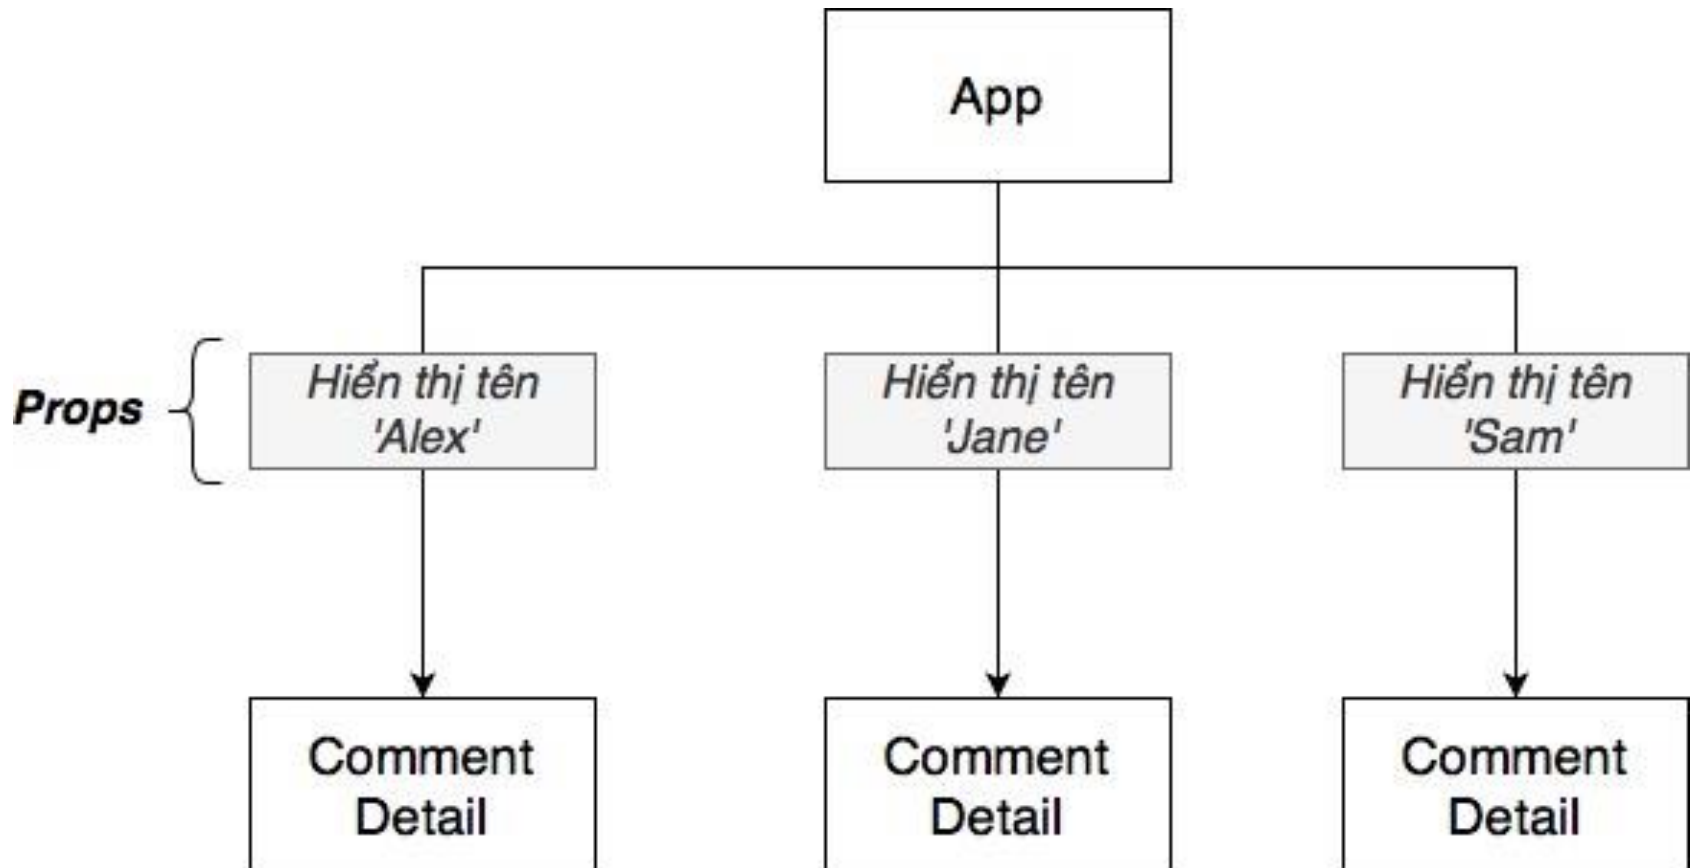 App
Props
Hiển thị tên
'Alex'
Hiển thị tên
'Jane'
Hiển thị tên
'Sam'
Comment
Detail
Comment
Detail
Comment
Detail